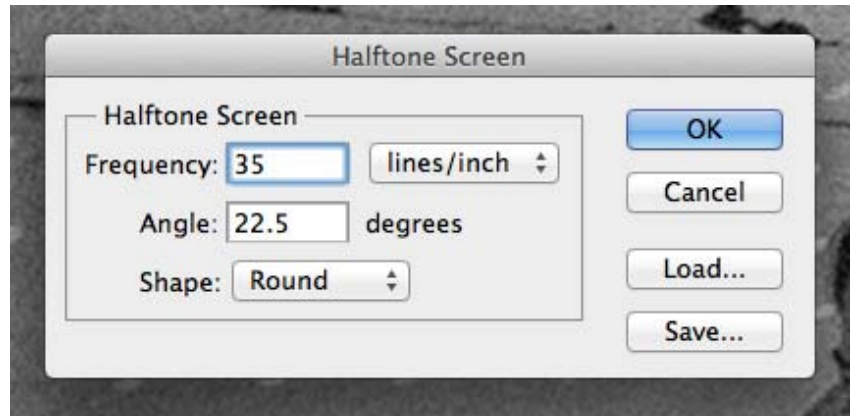 Halftone Screen
Halftone Screen
Frequency: 35 lines/inch
Angle: 22.5 degrees
Shape: Round
OK
Cancel
Load...
Save...